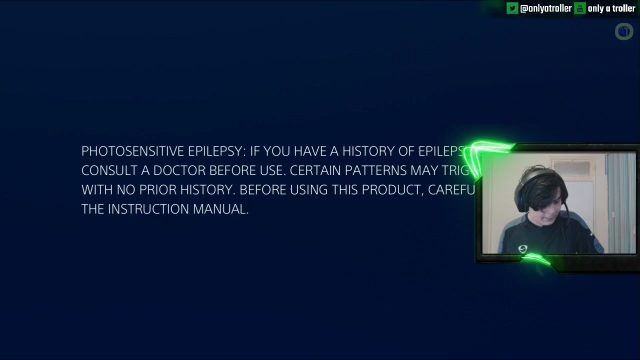 @onlyatroller only a troller
PHOTOSENSITIVE EPILEPSY: IF YOU HAVE A HISTORY OF EPILEPS
CONSULT A DOCTOR BEFORE USE. CERTAIN PATTERNS MAY TRIG
WITH NO PRIOR HISTORY. BEFORE USING THIS PRODUCT, CAREFU
THE INSTRUCTION MANUAL.